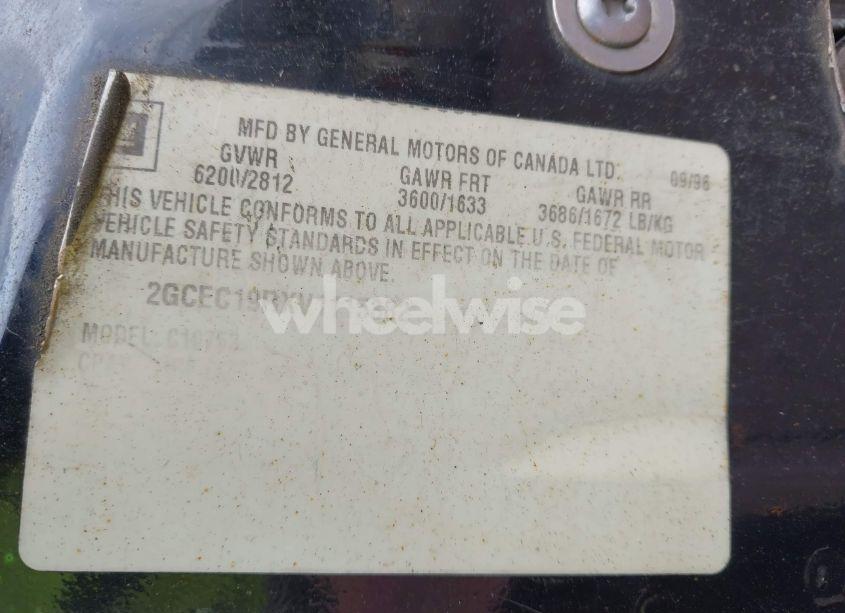 MFD BY GENERAL MOTORS OF CANADA LTD. 09/96
GVWR GAWR FRT GAWR RR
6200/2812 3600/1633 3686/1672 LB/KG
THIS VEHICLE CONFORMS TO ALL APPLICABLE U.S. FEDERAL MOTOR
VEHICLE SAFETY STANDARDS IN EFFECT ON THE DATE OF
MANUFACTURE SHOWN ABOVE.
wheelwise
MODEL: